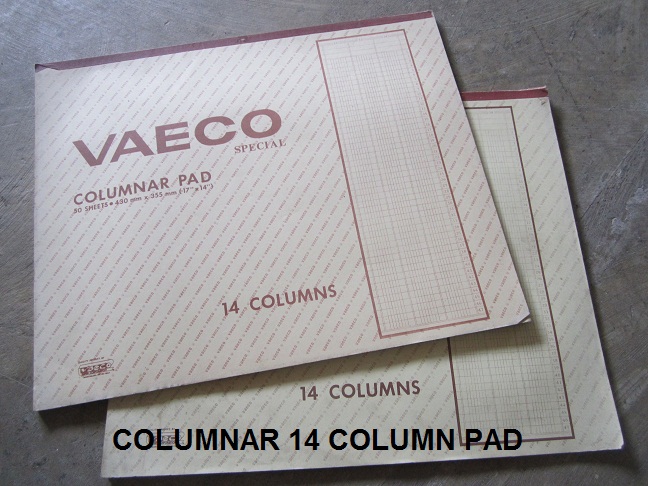 VAECO
SPECIAL
COLUMNAR PAD
50 SHEETS • 430 mm x 355 mm (17" x 14")
14 COLUMNS
14 COLUMNS
COLUMNAR 14 COLUMN PAD